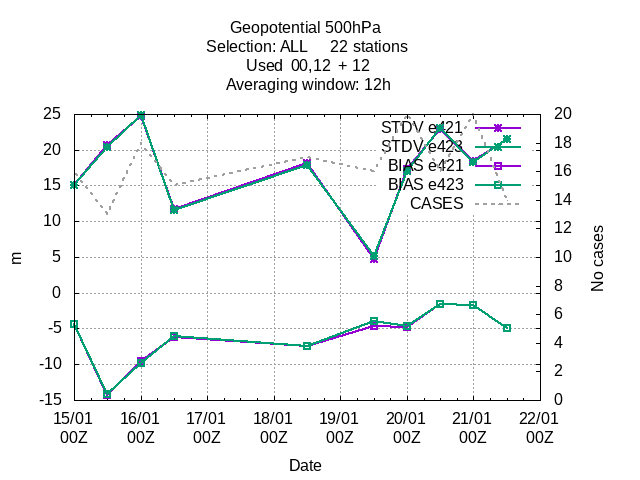 Geopotential 500hPa
Selection: ALL     22 stations
Used  00,12  + 12
Averaging window: 12h
25
20
15
10
5
0
-5
-10
-15
m
20
18
16
14
12
10
8
6
4
2
0
No cases
STDV e421
STDV e423
BIAS e421
BIAS e423
CASES
15/01 16/01 17/01 18/01 19/01 20/01 21/01 22/01
00Z 00Z 00Z 00Z 00Z 00Z 00Z 00Z
Date